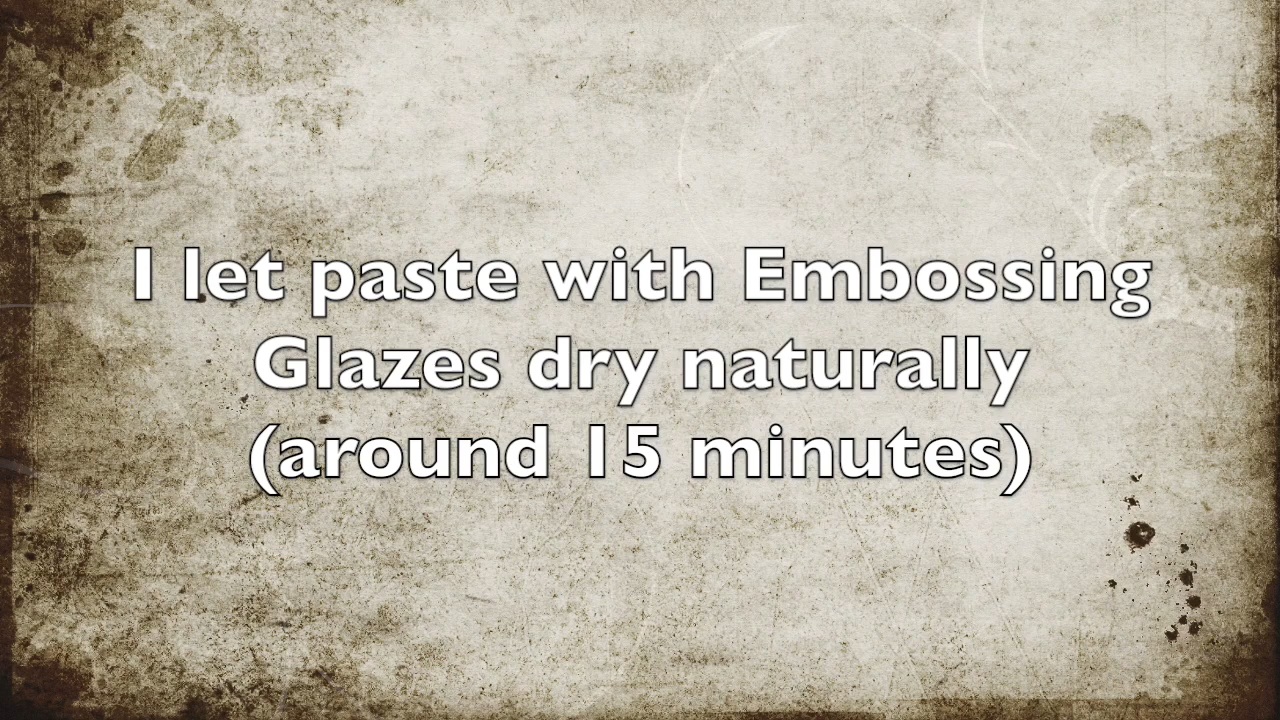 I let paste with Embossing
Glazes dry naturally
(around 15 minutes)